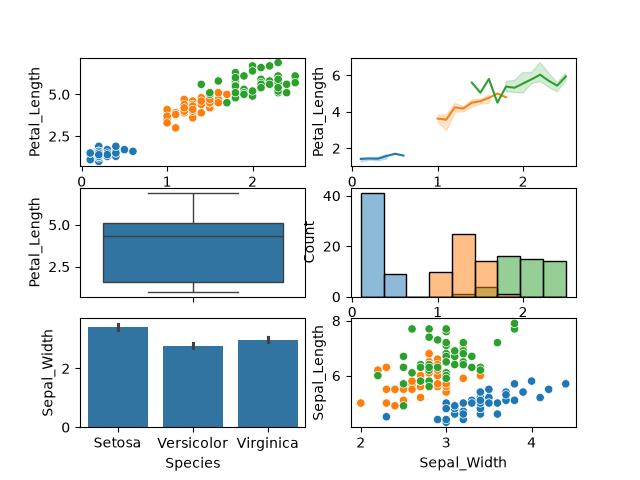 Petal_Length
5.0
2.5
0 1 2
Petal_Length
6
4
2
0 1 2
Petal_Length
5.0
2.5
Count
40
20
0
0 1 2
Sepal_Width
2
0
Setosa Versicolor Virginica
Species
Sepal_Length
8
6
2 3 4
Sepal_Width